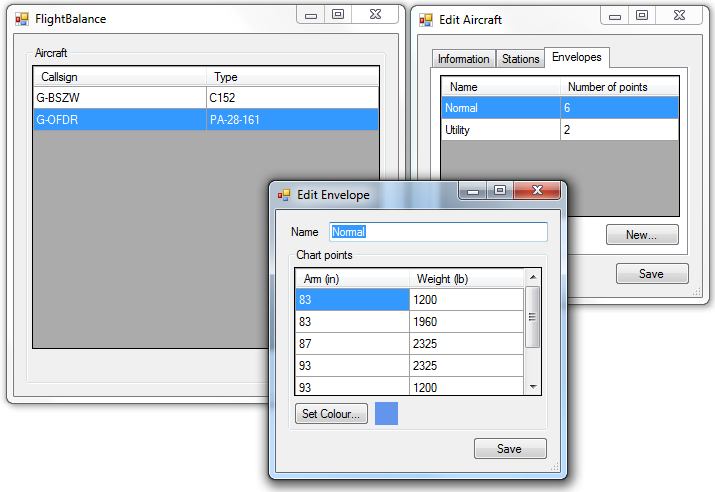 FlightBalance
Aircraft
Callsign Type
G-BSZW C152
G-OFDR PA-28-161
Edit Aircraft
Information Stations Envelopes
Name Number of points
Normal 6
Utility 2
New...
Save
Edit Envelope
Name Normal
Chart points
Arm (in) Weight (lb)
83 1200
83 1960
87 2325
93 2325
93 1200
Set Colour...
Save